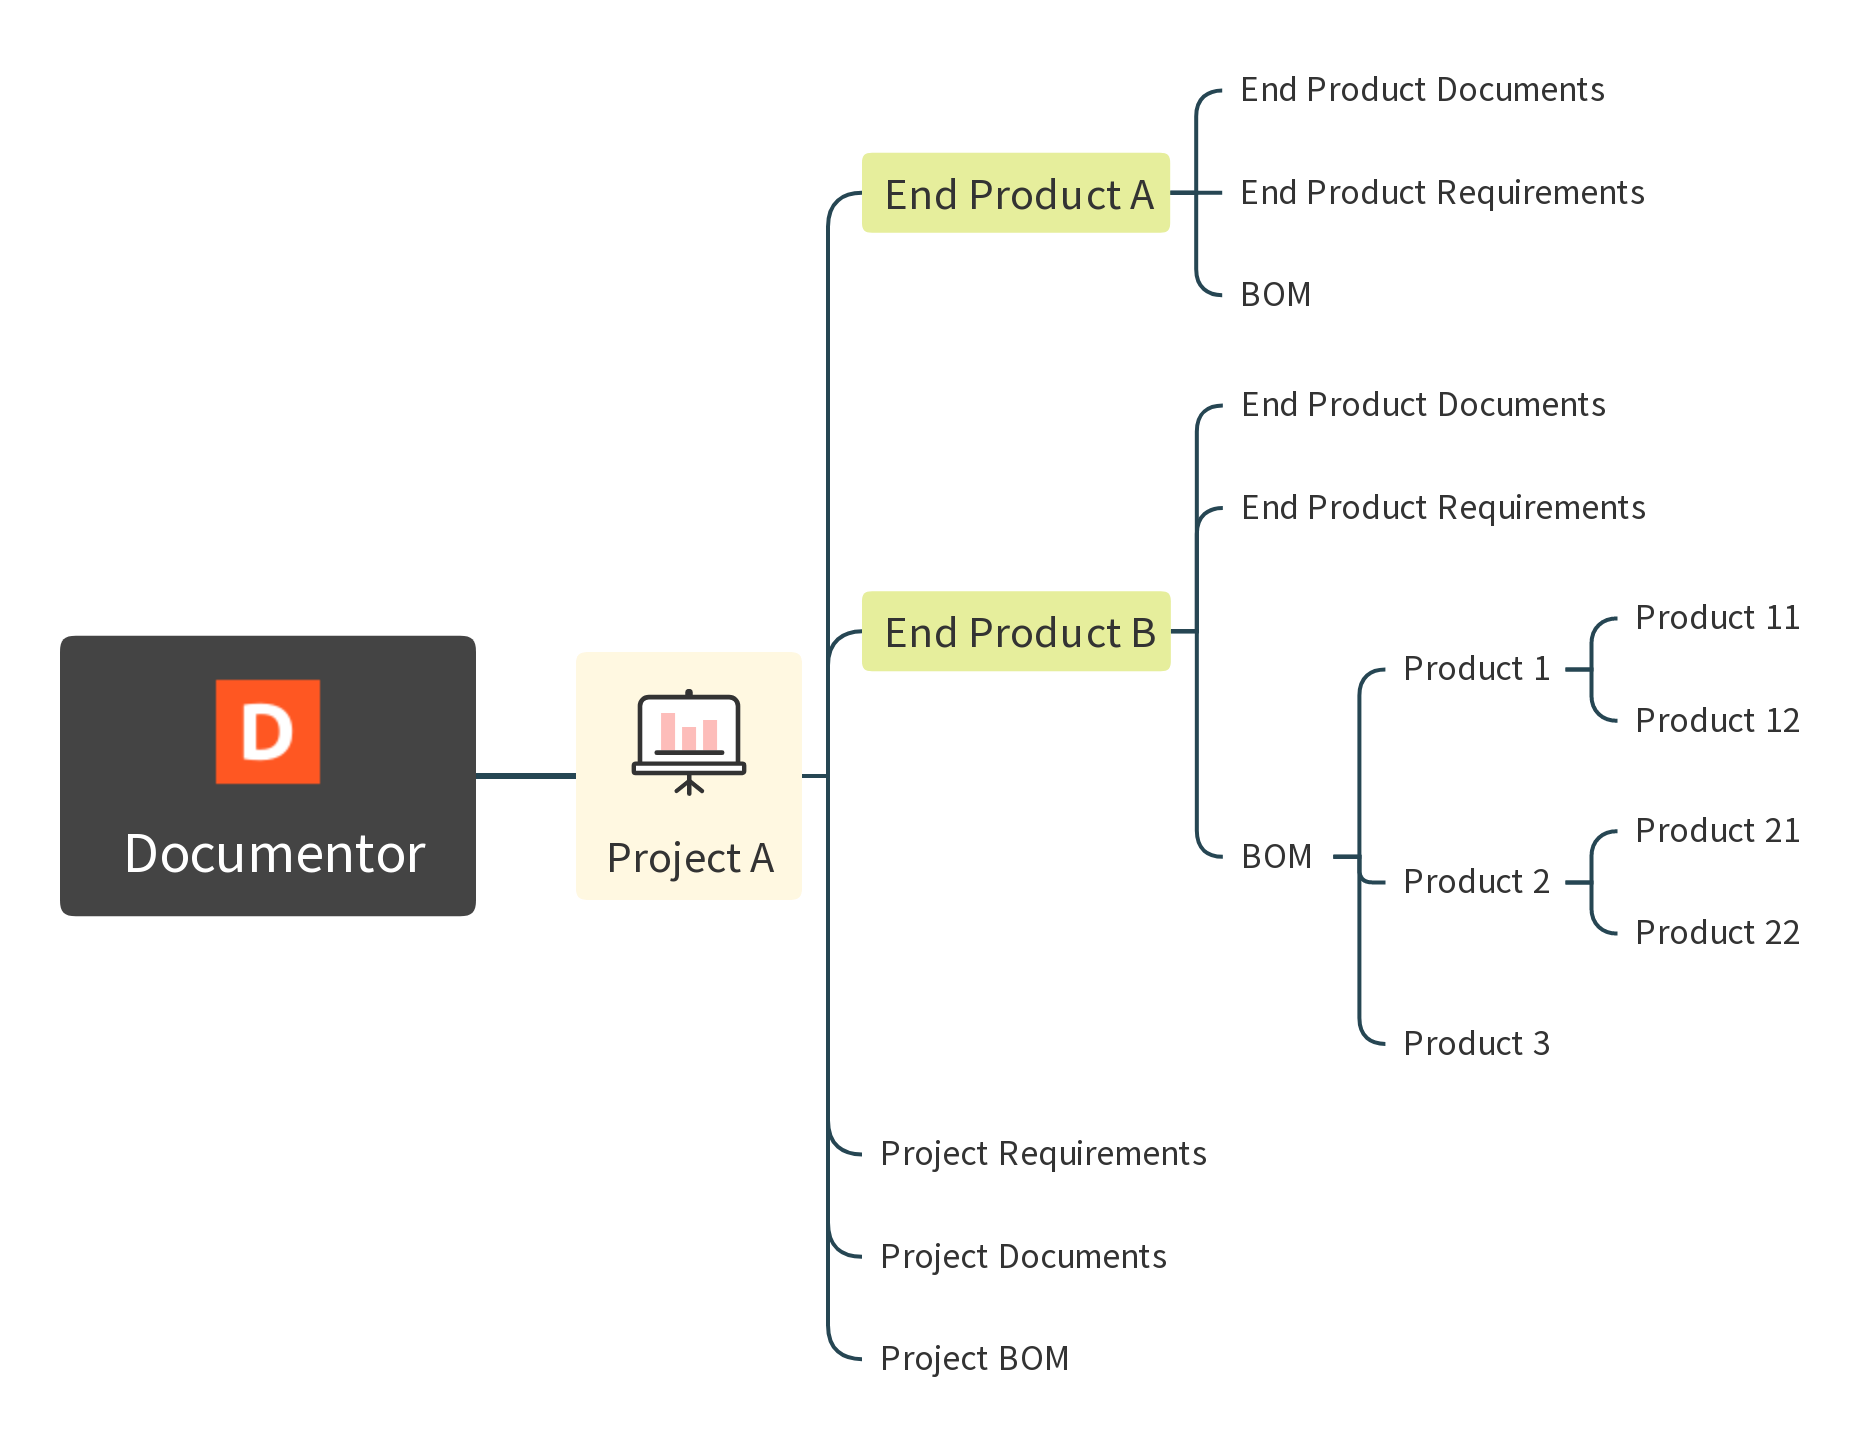 D
Documentor
Project A
End Product A
End Product Documents
End Product Requirements
BOM
End Product B
End Product Documents
End Product Requirements
BOM
Product 1
Product 11
Product 12
Product 2
Product 21
Product 22
Product 3
Project Requirements
Project Documents
Project BOM